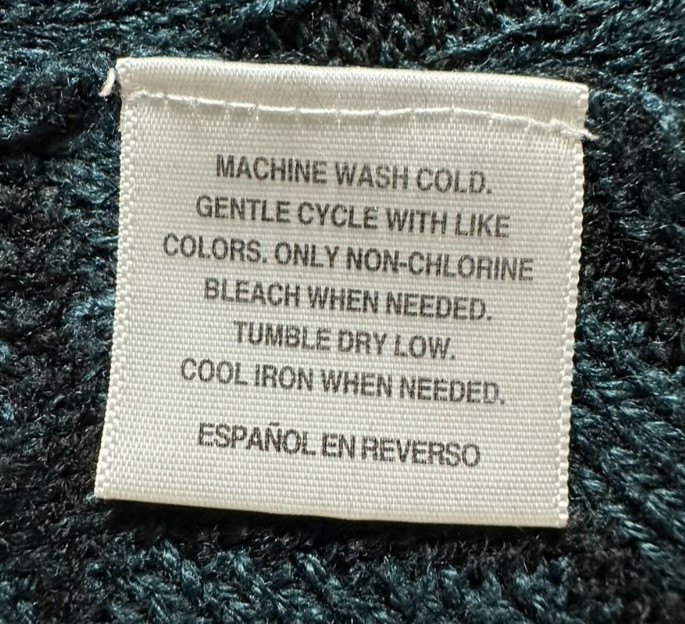 MACHINE WASH COLD.
GENTLE CYCLE WITH LIKE
COLORS. ONLY NON-CHLORINE
BLEACH WHEN NEEDED.
TUMBLE DRY LOW.
COOL IRON WHEN NEEDED.
ESPAÑOL EN REVERSO